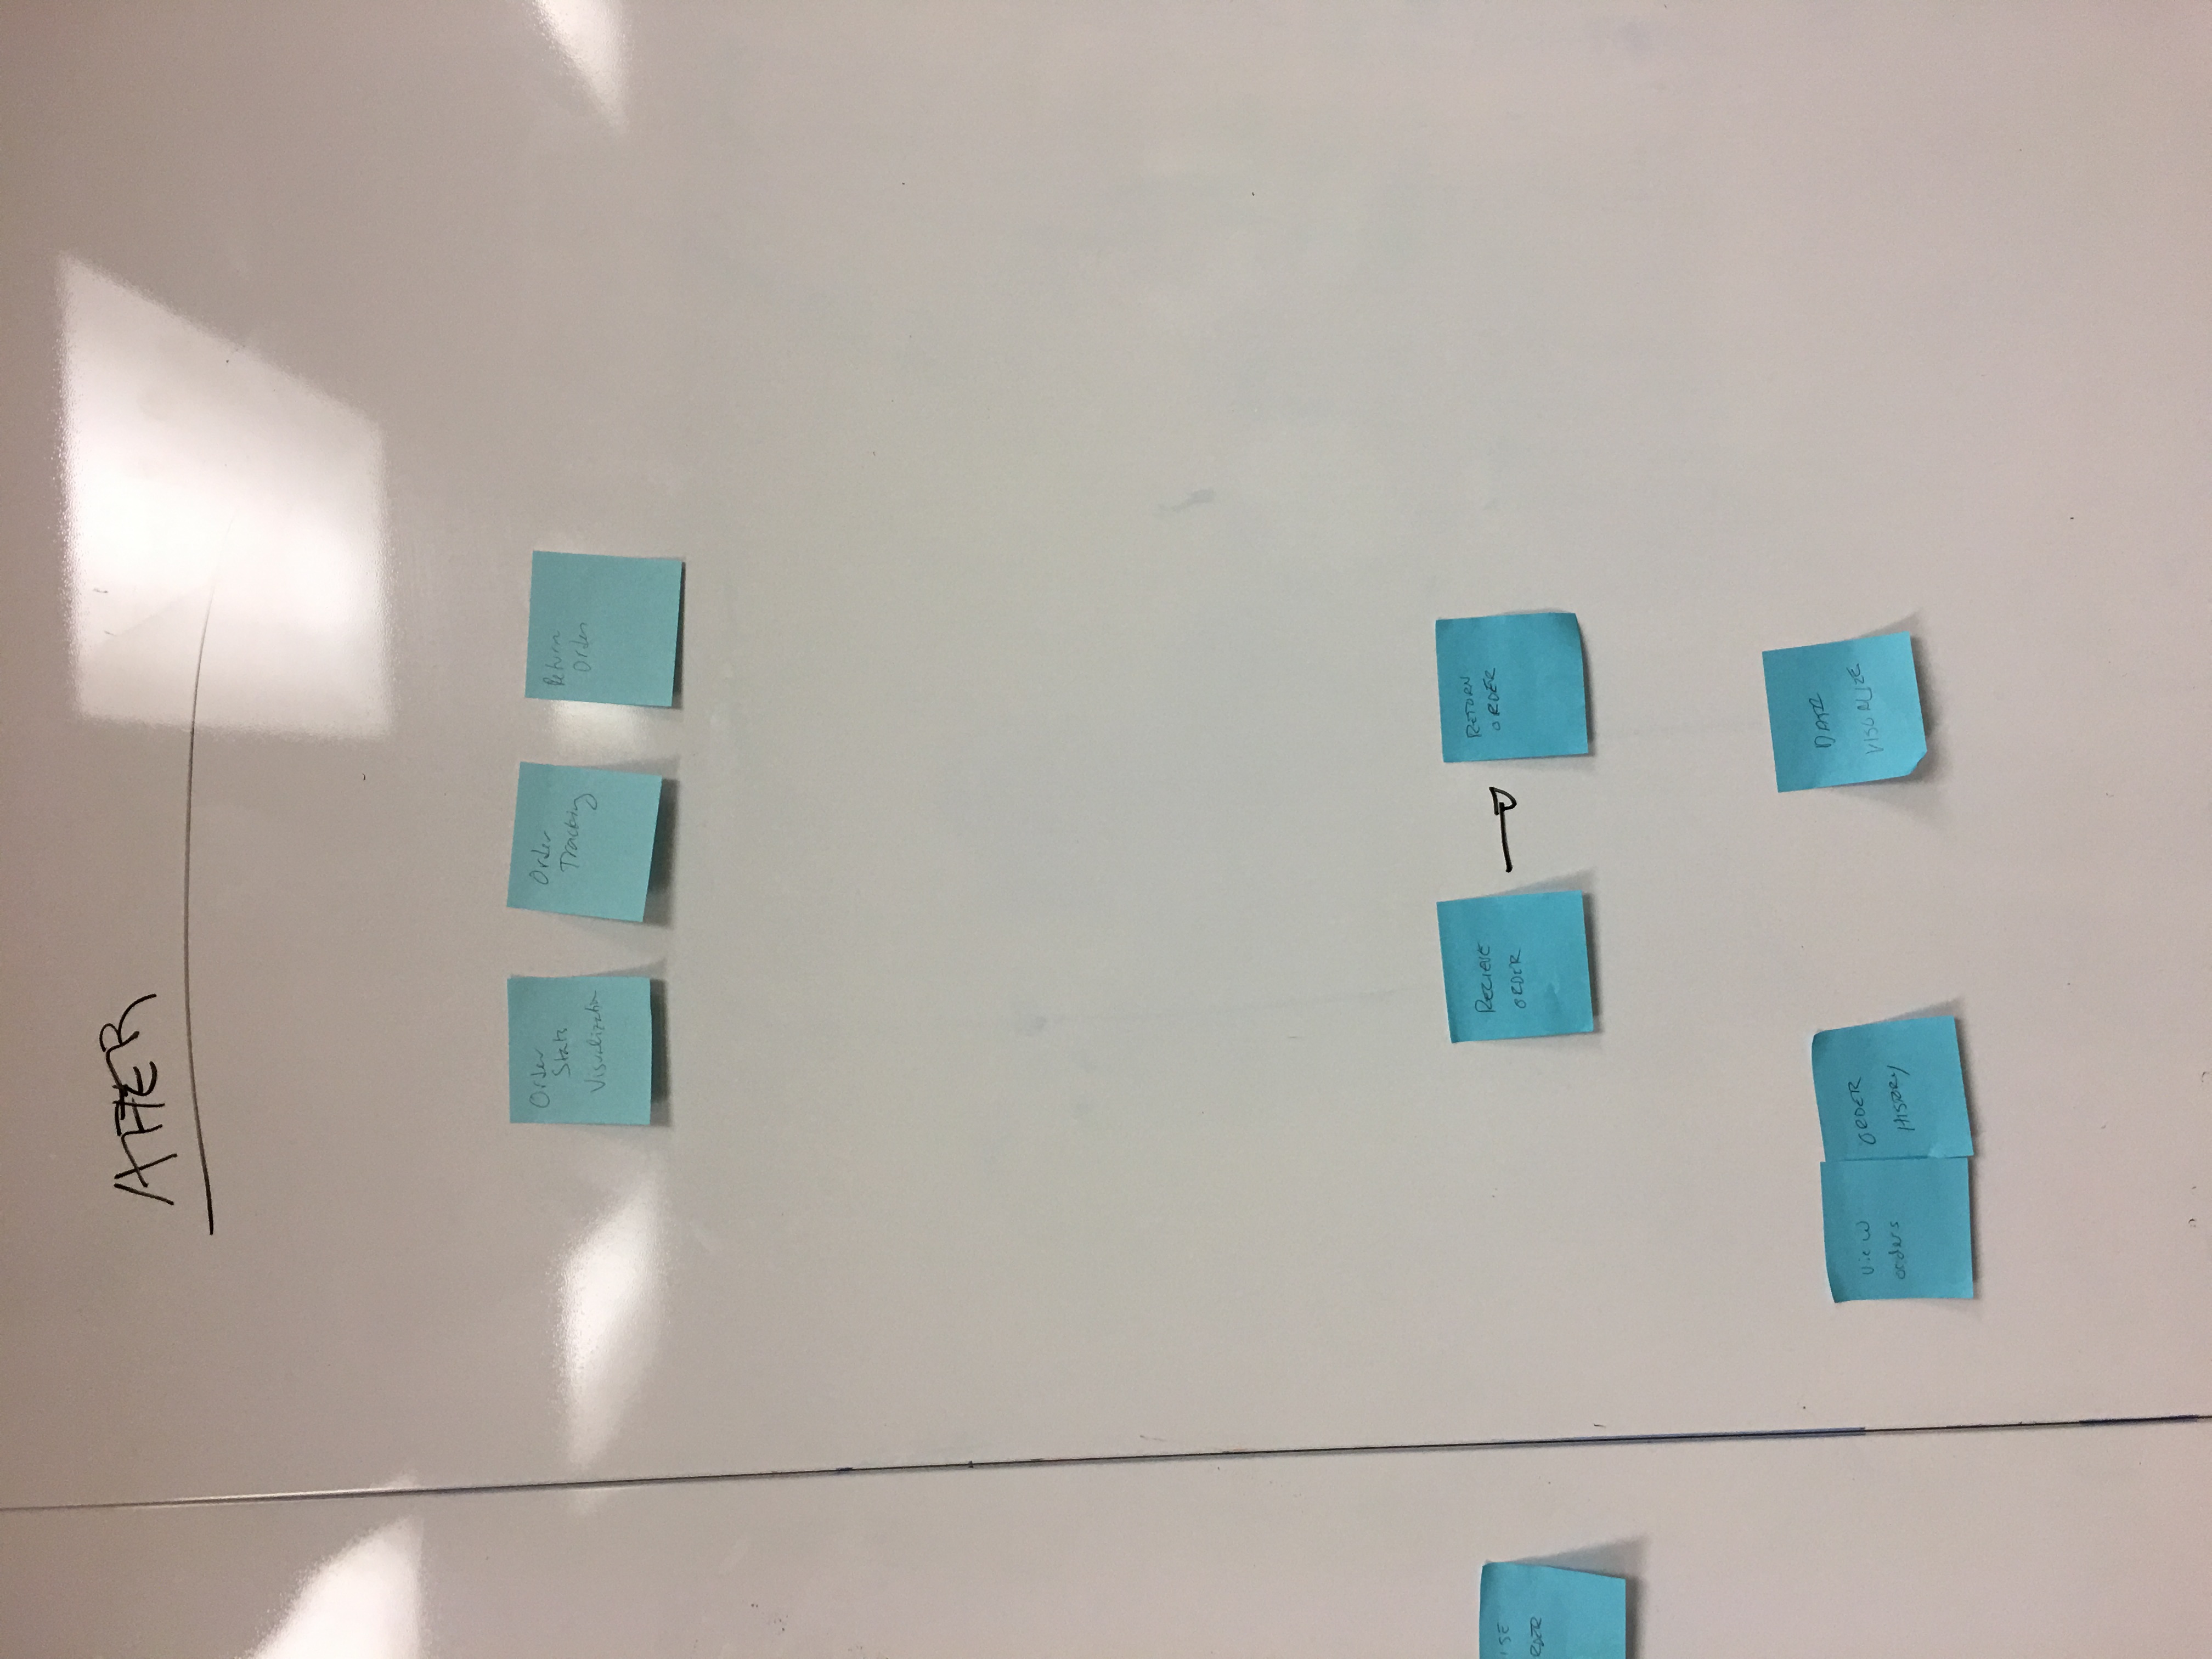 AFTER
Order
Stats
Visualization
Order
Tracking
Return
Order
RECIEVE
ORDER
RETURN
ORDER
ISE
RDER
View
orders
ORDER
HISTORY
DATA
VISUALIZE